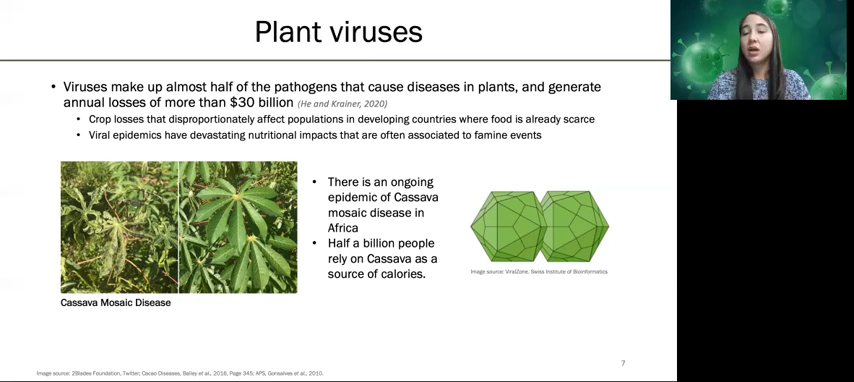 Plant viruses
• Viruses make up almost half of the pathogens that cause diseases in plants, and generate
annual losses of more than $30 billion (He and Krainer, 2020)
• Crop losses that disproportionately affect populations in developing countries where food is already scarce
• Viral epidemics have devastating nutritional impacts that are often associated to famine events
• There is an ongoing
epidemic of Cassava
mosaic disease in
Africa
• Half a billion people
rely on Cassava as a
source of calories.
Image source: ViralZone, Swiss Institute of Bioinformatics
Cassava Mosaic Disease
7
Image source: 2Blades Foundation, Twitter; Cacao Diseases, Bailey et al., 2016, Page 345; APS, Gonsalves et al., 2010.